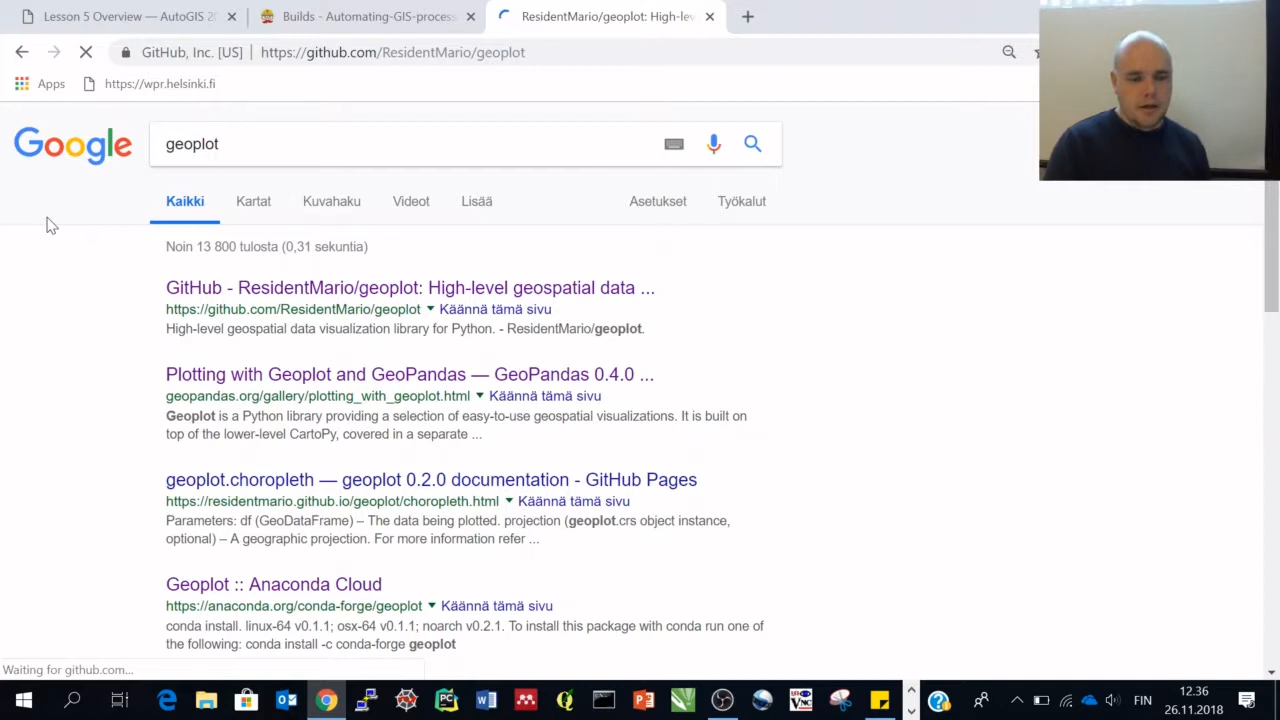 Lesson 5 Overview — AutoGIS 20
Builds - Automating-GIS-process
ResidentMario/geoplot: High-lev
GitHub, Inc. [US] | https://github.com/ResidentMario/geoplot
Apps
https://wpr.helsinki.fi
Google
geoplot
Kaikki
Kartat
Kuvahaku
Videot
Lisää
Asetukset
Työkalut
Noin 13 800 tulosta (0,31 sekuntia)
GitHub - ResidentMario/geoplot: High-level geospatial data ...
https://github.com/ResidentMario/geoplot Käännä tämä sivu
High-level geospatial data visualization library for Python. - ResidentMario/geoplot.
Plotting with Geoplot and GeoPandas — GeoPandas 0.4.0 ...
geopandas.org/gallery/plotting_with_geoplot.html Käännä tämä sivu
Geoplot is a Python library providing a selection of easy-to-use geospatial visualizations. It is built on
top of the lower-level CartoPy, covered in a separate ...
geoplot.choropleth — geoplot 0.2.0 documentation - GitHub Pages
https://residentmario.github.io/geoplot/choropleth.html Käännä tämä sivu
Parameters: df (GeoDataFrame) – The data being plotted. projection (geoplot.crs object instance,
optional) – A geographic projection. For more information refer ...
Geoplot :: Anaconda Cloud
https://anaconda.org/conda-forge/geoplot Käännä tämä sivu
conda install. linux-64 v0.1.1; osx-64 v0.1.1; noarch v0.2.1. To install this package with conda run one of
the following: conda install -c conda-forge geoplot
Waiting for github.com...
FIN
12.36
26.11.2018